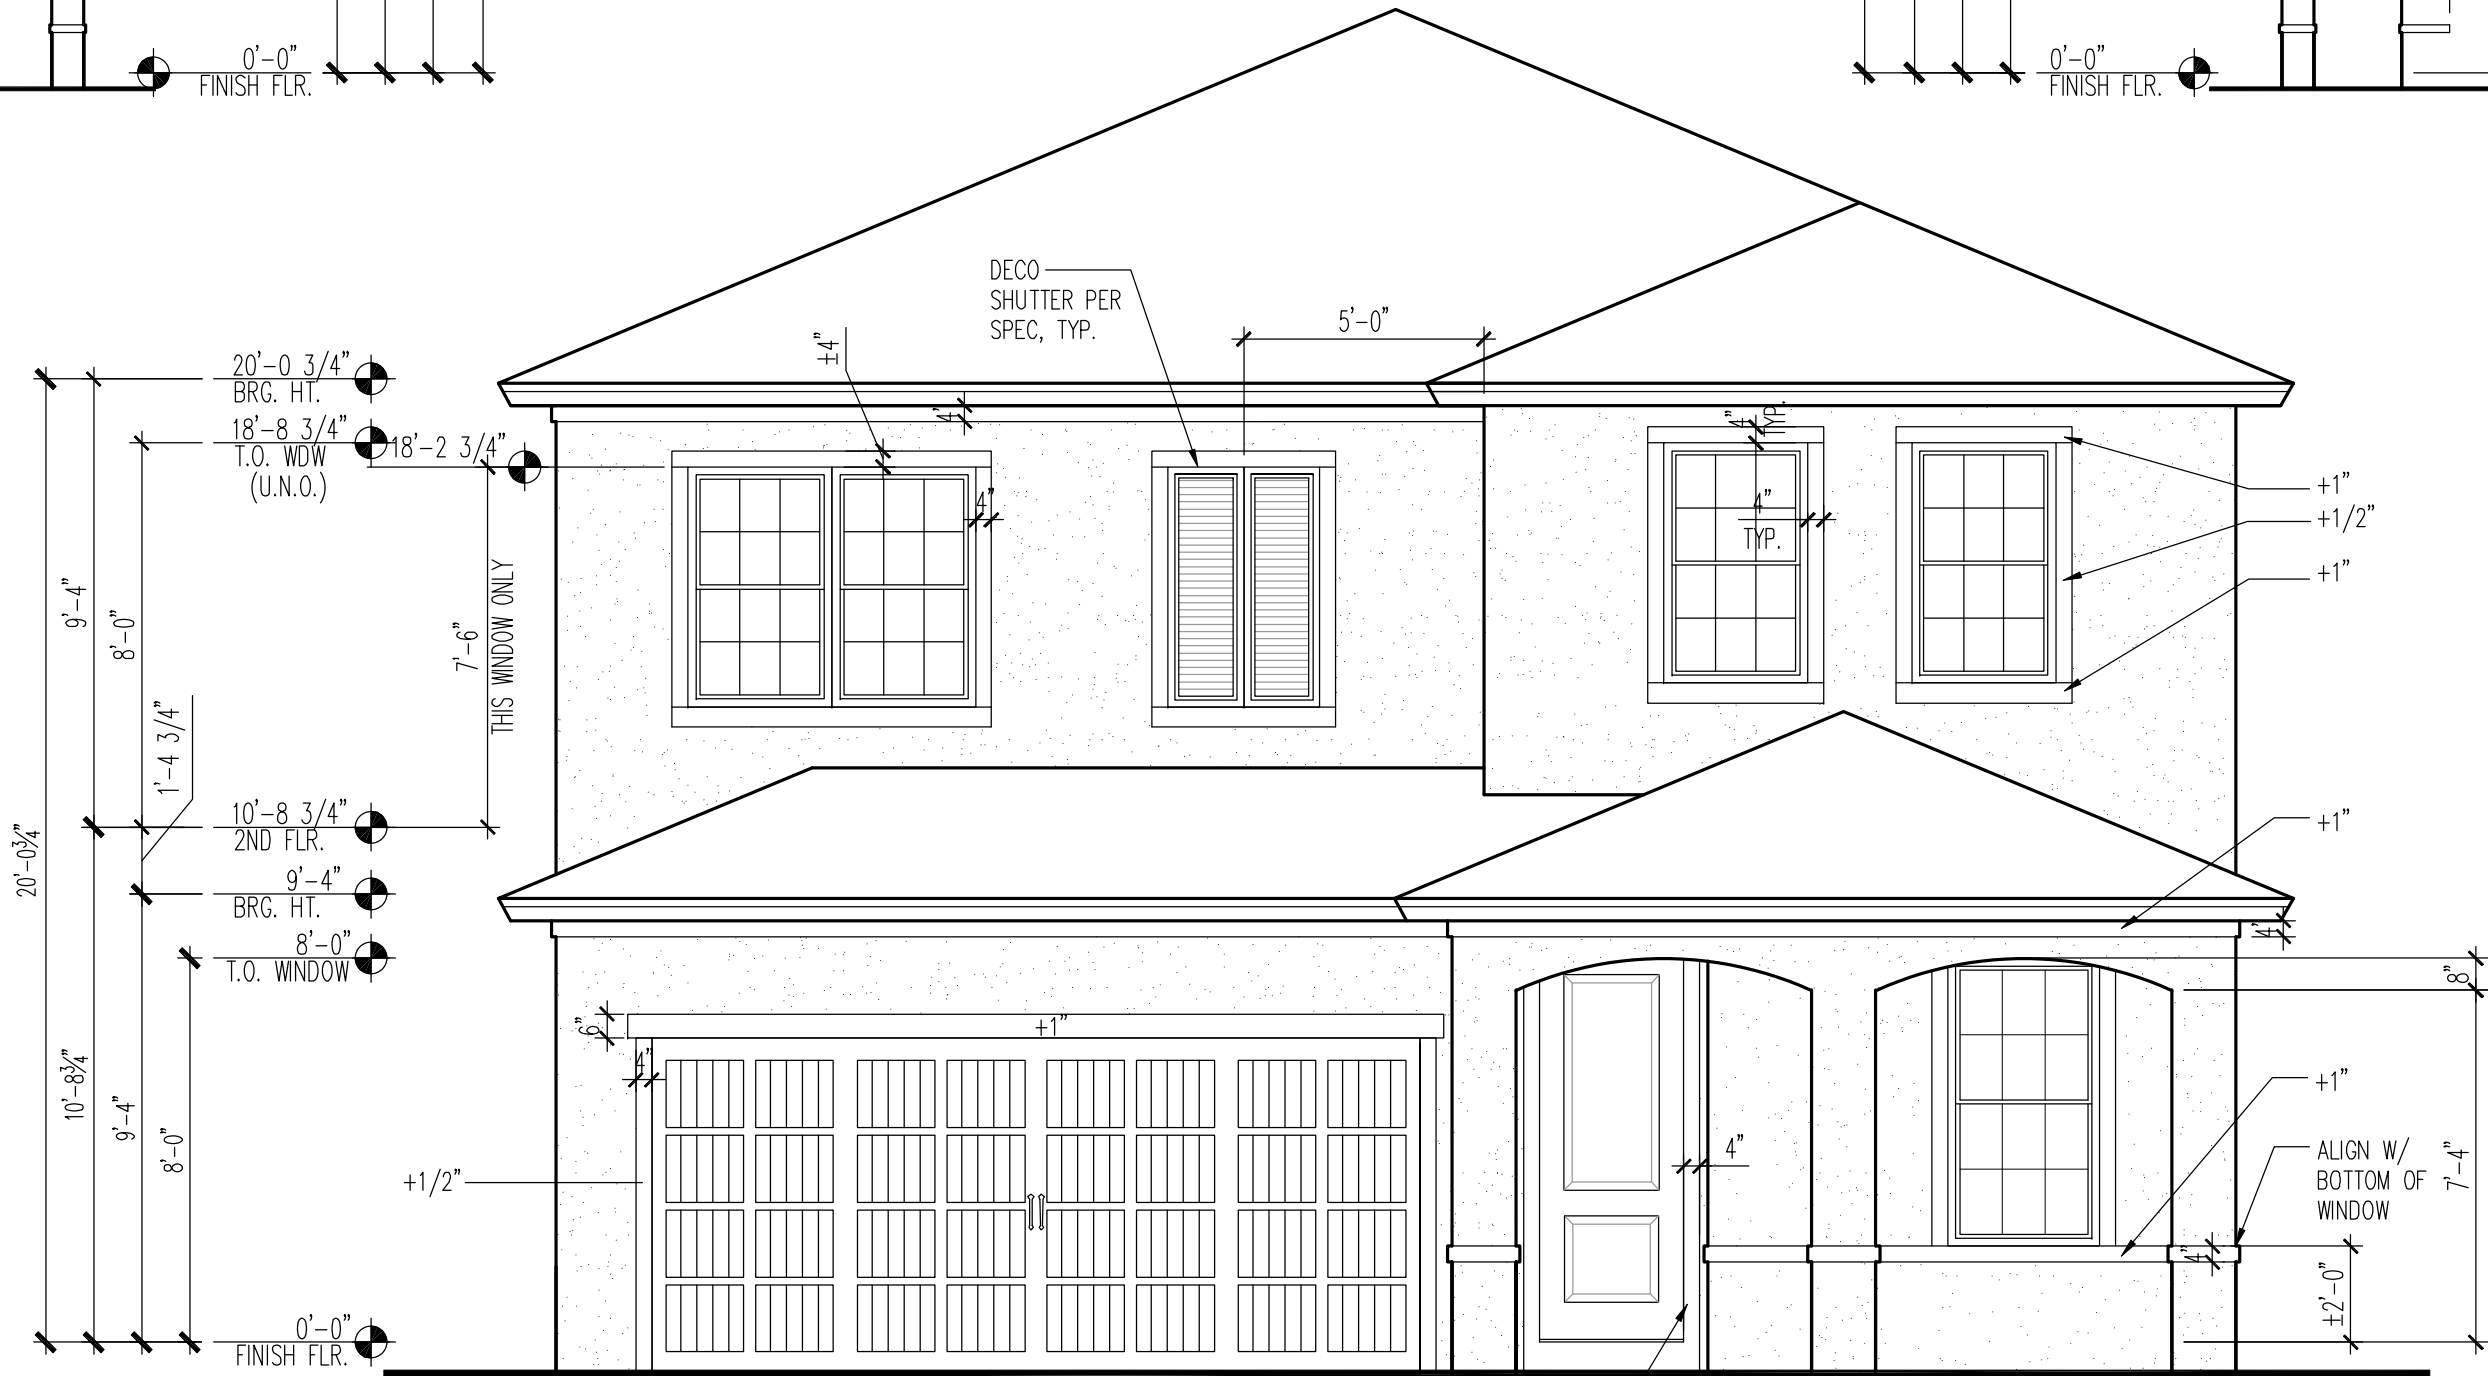 0'-0"
FINISH FLR.
0'-0"
FINISH FLR.
DECO
SHUTTER PER
SPEC, TYP.
5'-0"
±4"
20'-0 3/4"
BRG. HT.
18'-8 3/4"
T.O. WDW
(U.N.O.)
18'-2 3/4"
4"
4"
TYP.
4"
4"
TYP.
+1"
+1/2"
+1"
9'-4"
8'-0"
7'-6"
THIS WINDOW ONLY
1'-4 3/4"
10'-8 3/4"
2ND FLR.
20'-0¾"
9'-4"
BRG. HT.
8'-0"
T.O. WINDOW
+1"
4"
8"
6"
+1"
4"
10'-8¾"
9'-4"
8'-0"
+1/2"
4"
+1"
ALIGN W/
BOTTOM OF
WINDOW
7'-4"
4"
±2'-0"
0'-0"
FINISH FLR.